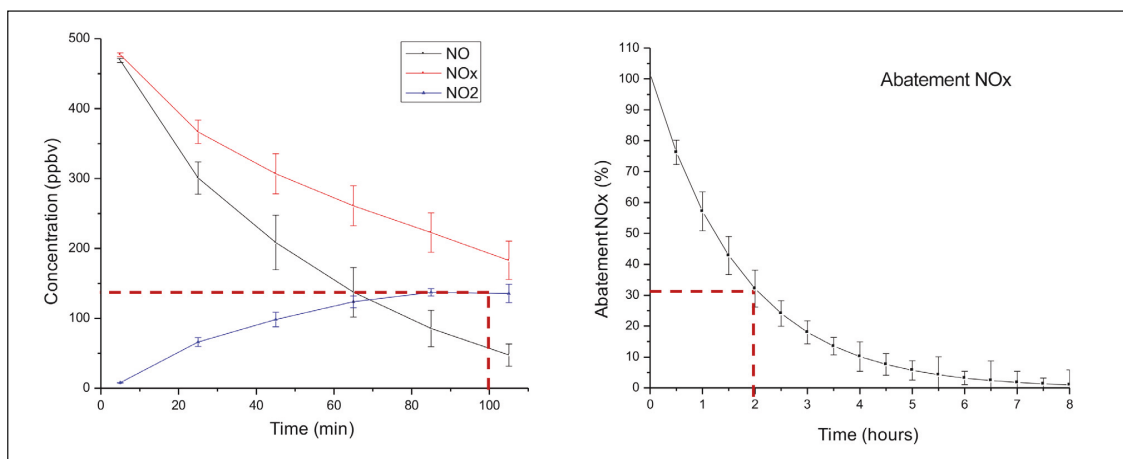 500
400
300
200
100
0
Concentration (ppbv)
NO
NOx
NO2
0 20 40 60 80 100
Time (min)
110
100
90
80
70
60
50
40
30
20
10
0
Abatement NOx (%)
Abatement NOx
0 1 2 3 4 5 6 7 8
Time (hours)